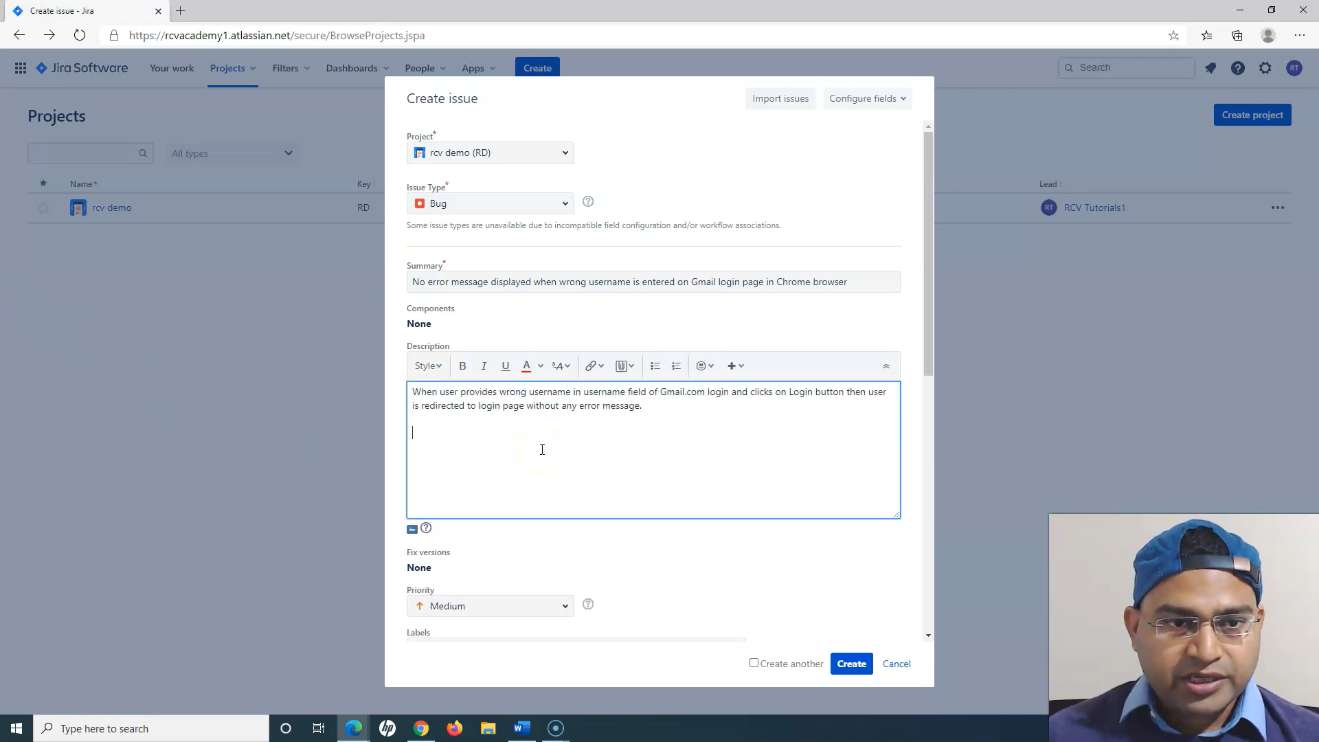 Create issue - Jira
https://rcvacademy1.atlassian.net/secure/BrowseProjects.jspa
Jira Software Your work Projects Filters Dashboards People Apps Create Search RT
Projects
Create project
All types
Name Key Lead
rcv demo RD RT RCV Tutorials1
Create issue
Import issues Configure fields
Project*
rcv demo (RD)
Issue Type*
Bug
Some issue types are unavailable due to incompatible field configuration and/or workflow associations.
Summary*
No error message displayed when wrong username is entered on Gmail login page in Chrome browser
Components
None
Description
Style B I U A
When user provides wrong username in username field of Gmail.com login and clicks on Login button then user
is redirected to login page without any error message.
Fix versions
None
Priority
Medium
Labels
Create another Create Cancel
Type here to search